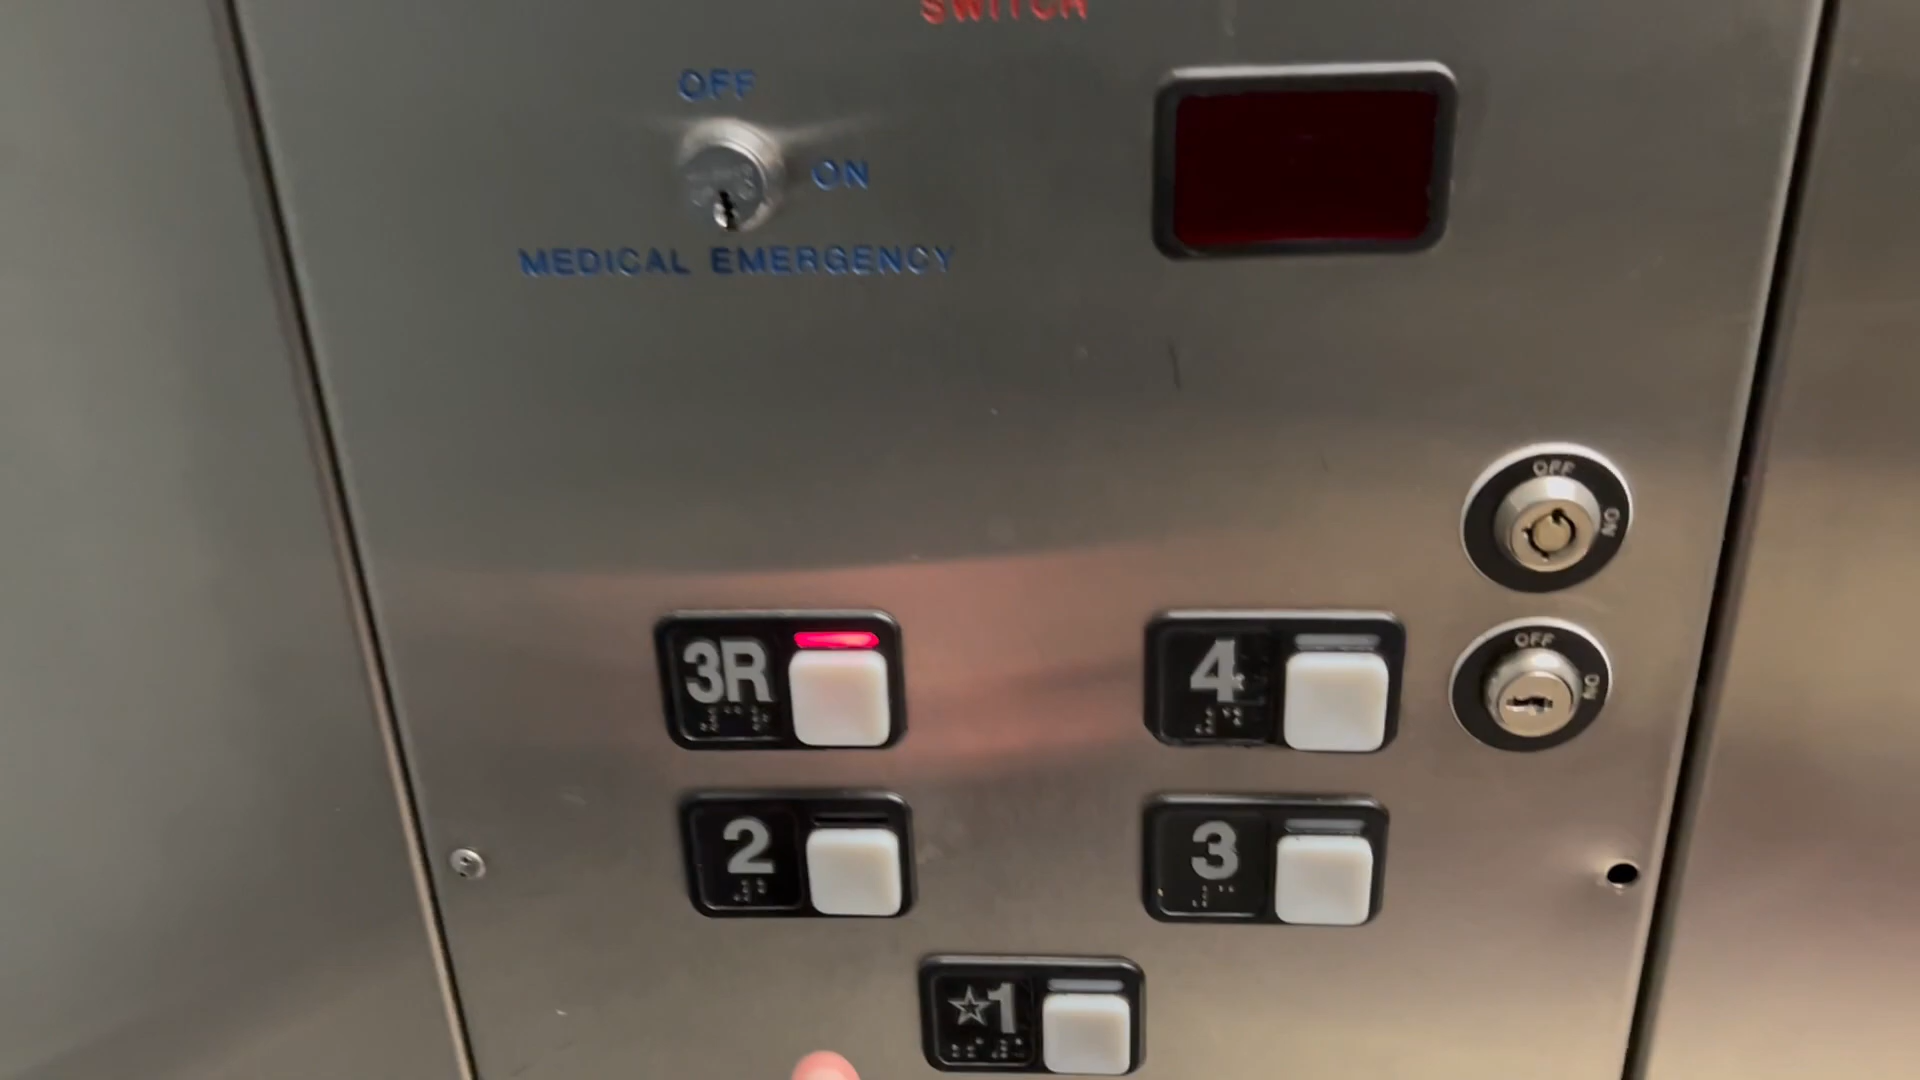 SWITCH
OFF
ON
MEDICAL EMERGENCY
OFF
ON
3R
4
OFF
ON
2
3
☆1